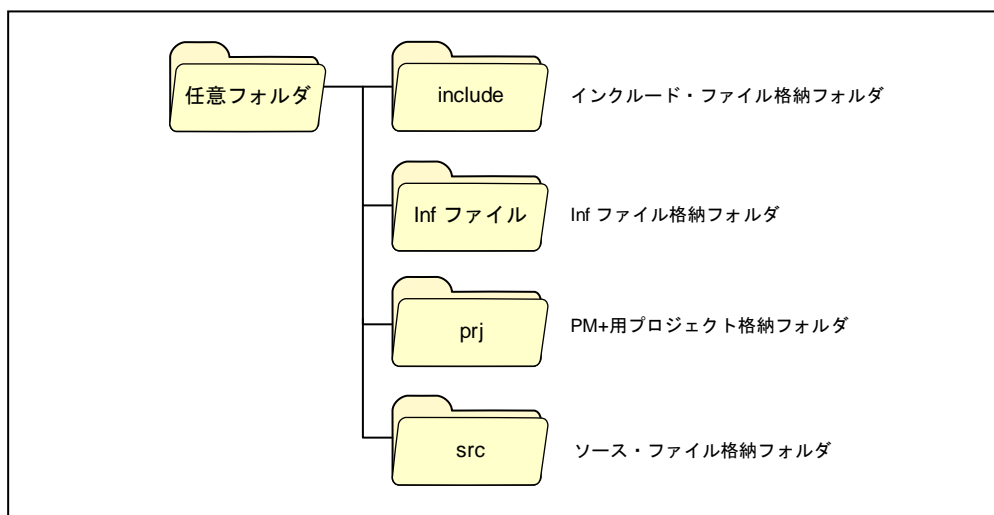 任意フォルダ
include
インクルード・ファイル格納フォルダ
Inf ファイル
Inf ファイル格納フォルダ
prj
PM+用プロジェクト格納フォルダ
src
ソース・ファイル格納フォルダ